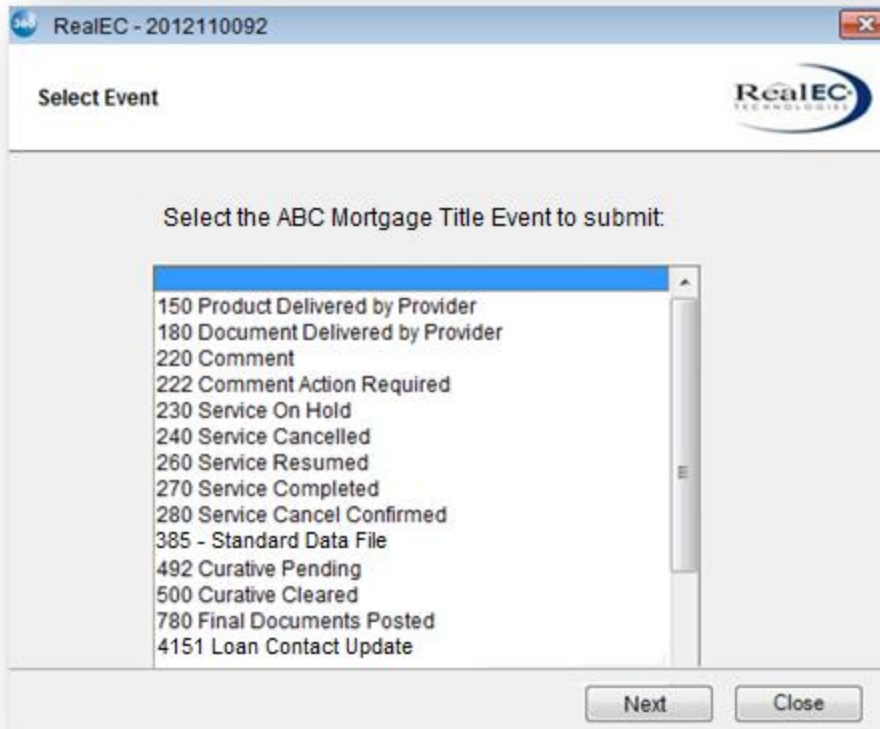 360 RealEC - 2012110092
Select Event
RealEC
TECHNOLOGIES
Select the ABC Mortgage Title Event to submit:
150 Product Delivered by Provider
180 Document Delivered by Provider
220 Comment
222 Comment Action Required
230 Service On Hold
240 Service Cancelled
260 Service Resumed
270 Service Completed
280 Service Cancel Confirmed
385 - Standard Data File
492 Curative Pending
500 Curative Cleared
780 Final Documents Posted
4151 Loan Contact Update
Next Close